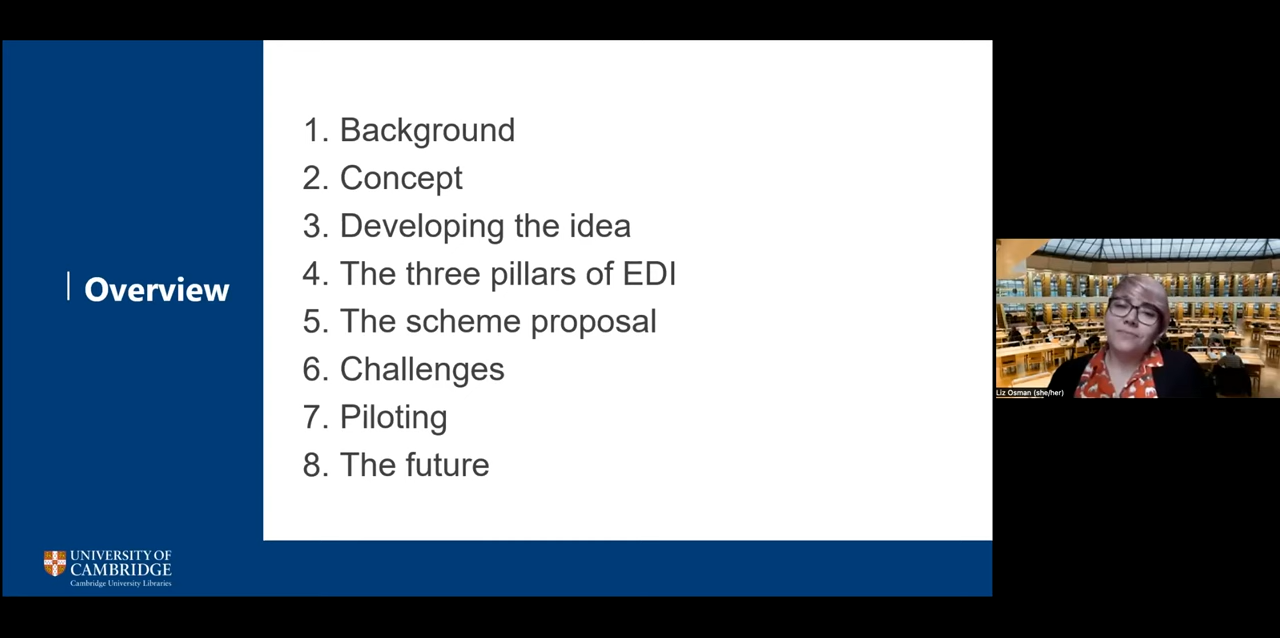 Overview
1. Background
2. Concept
3. Developing the idea
4. The three pillars of EDI
5. The scheme proposal
6. Challenges
7. Piloting
8. The future
UNIVERSITY OF
CAMBRIDGE
Cambridge University Libraries
Liz Osman (she/her)